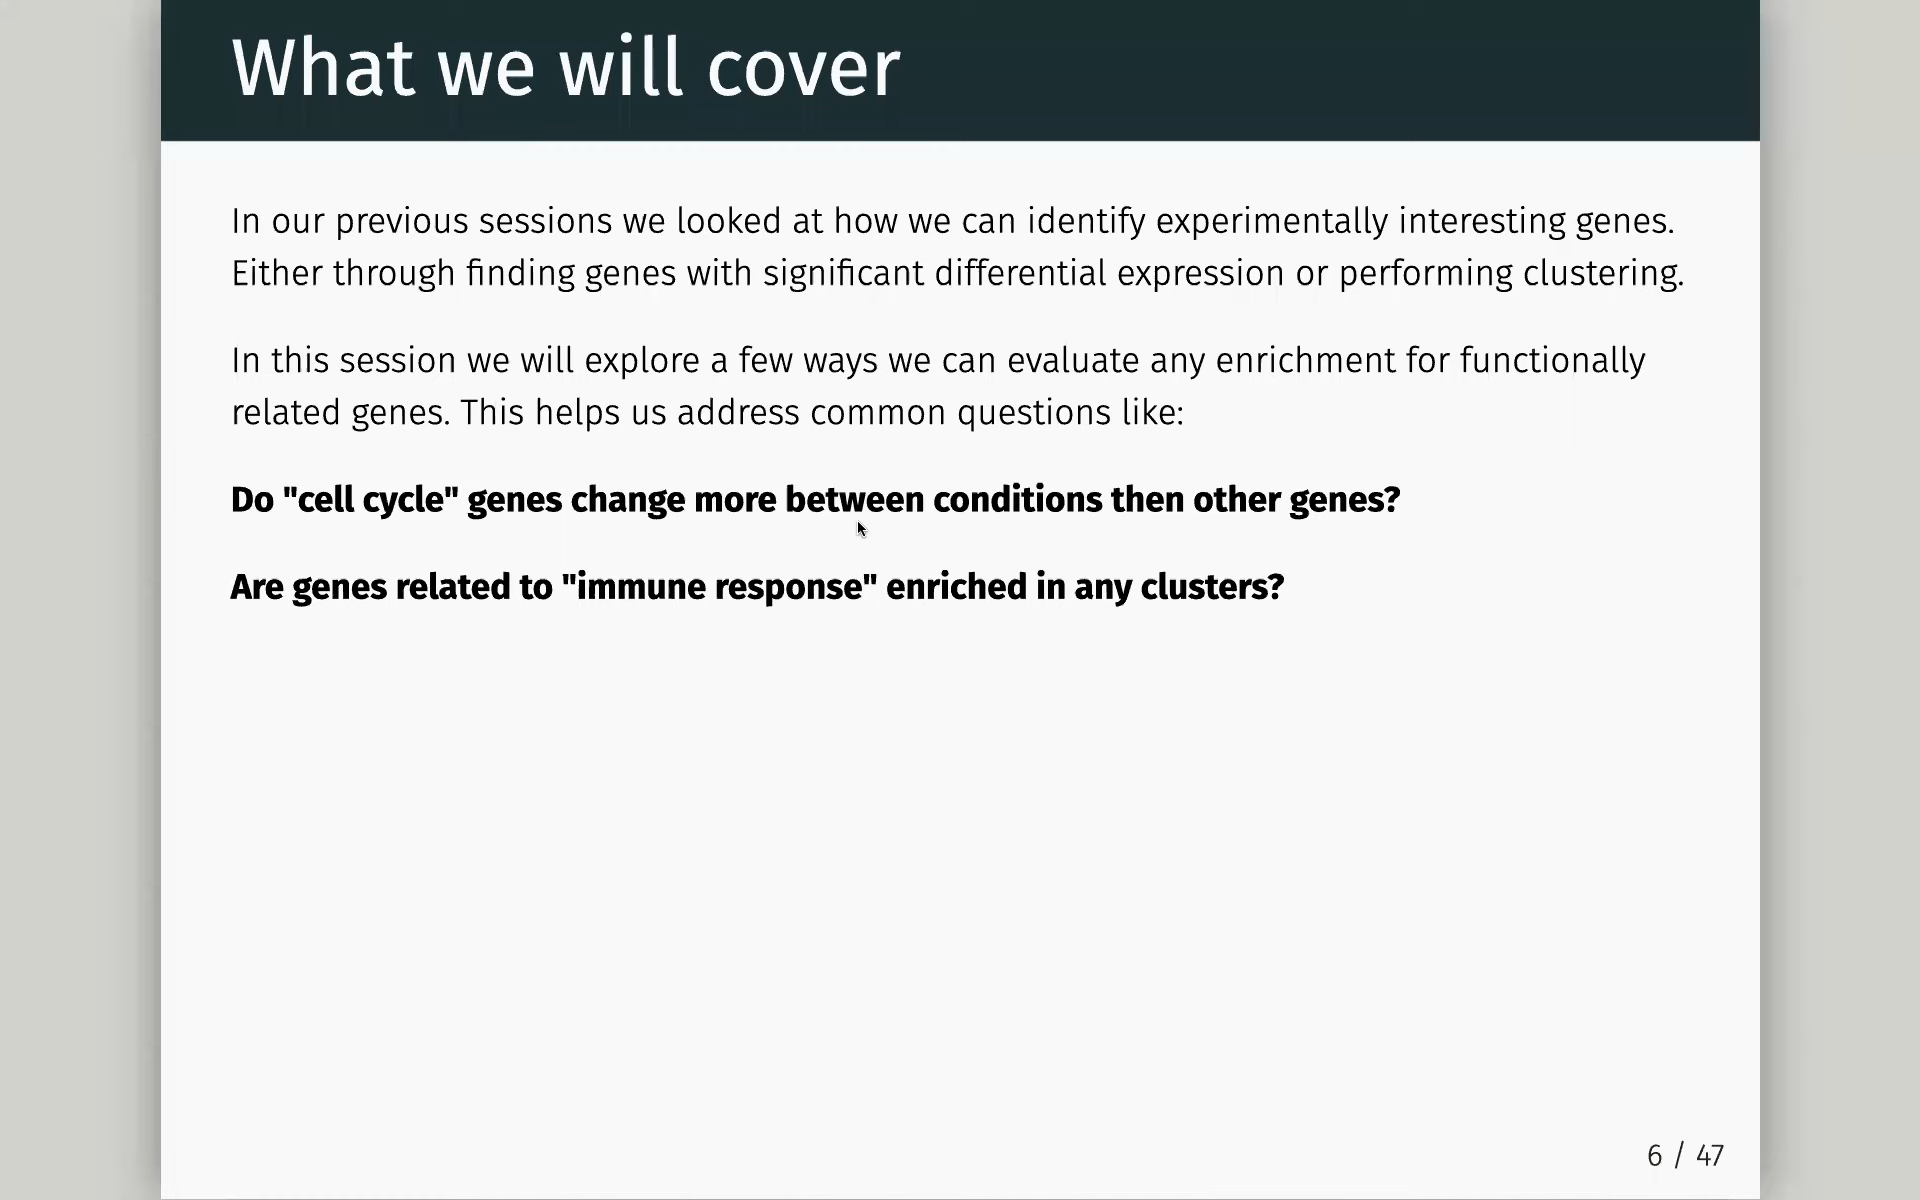 What we will cover
In our previous sessions we looked at how we can identify experimentally interesting genes.
Either through finding genes with significant differential expression or performing clustering.
In this session we will explore a few ways we can evaluate any enrichment for functionally
related genes. This helps us address common questions like:
Do "cell cycle" genes change more between conditions then other genes?
Are genes related to "immune response" enriched in any clusters?
6 / 47